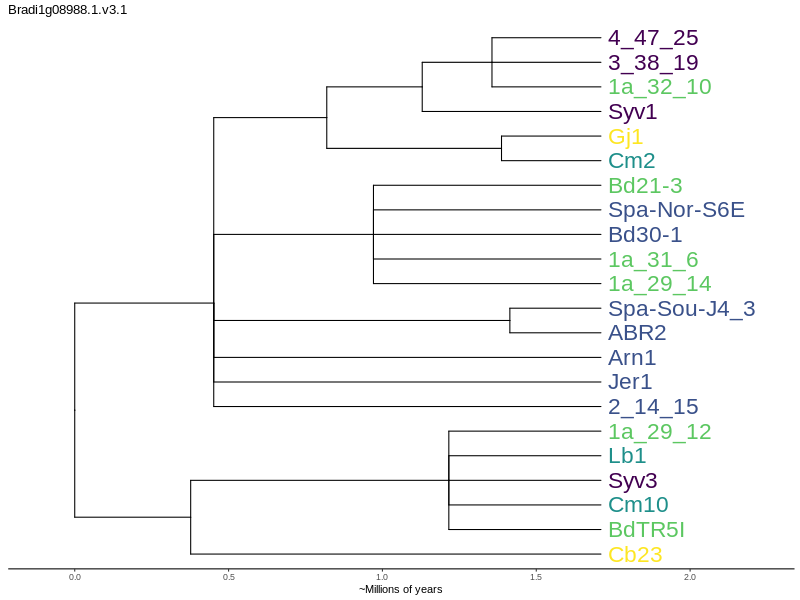 Bradi1g08988.1.v3.1
4_47_25
3_38_19
1a_32_10
Syv1
Gj1
Cm2
Bd21-3
Spa-Nor-S6E
Bd30-1
1a_31_6
1a_29_14
Spa-Sou-J4_3
ABR2
Arn1
Jer1
2_14_15
1a_29_12
Lb1
Syv3
Cm10
BdTR5I
Cb23
0.0 0.5 1.0 1.5 2.0
~Millions of years